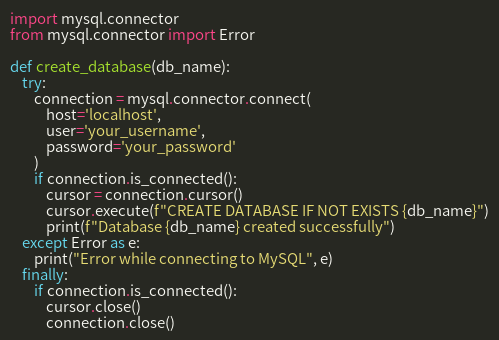 import mysql.connector
from mysql.connector import Error

def create_database(db_name):
    try:
        connection = mysql.connector.connect(
            host='localhost',
            user='your_username',
            password='your_password'
        )
        if connection.is_connected():
            cursor = connection.cursor()
            cursor.execute(f"CREATE DATABASE IF NOT EXISTS {db_name}")
            print(f"Database {db_name} created successfully")
    except Error as e:
        print("Error while connecting to MySQL", e)
    finally:
        if connection.is_connected():
            cursor.close()
            connection.close()